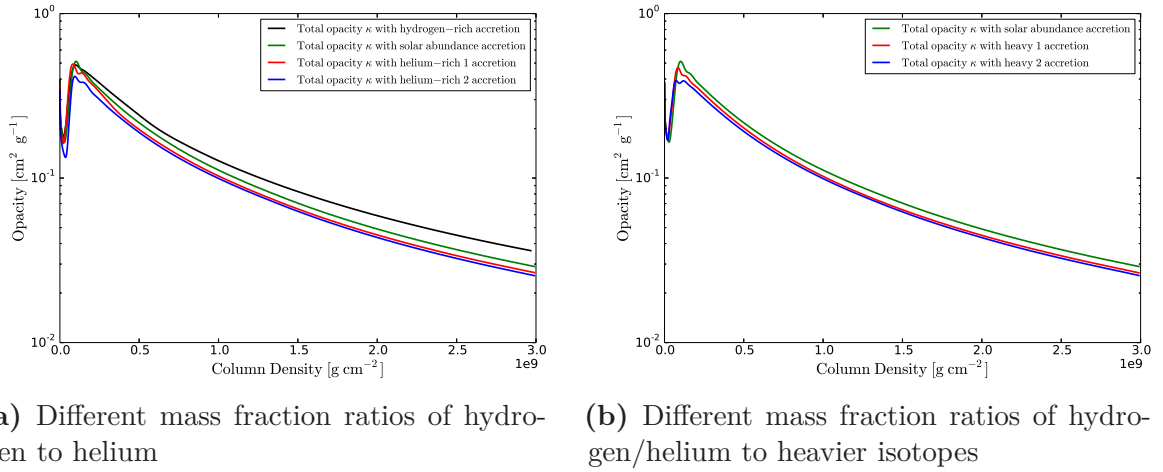 10^0
Total opacity κ with hydrogen−rich accretion
Total opacity κ with solar abundance accretion
Total opacity κ with helium−rich 1 accretion
Total opacity κ with helium−rich 2 accretion
Opacity [cm^2 g^−1]
10^-1
10^-2
0.0 0.5 1.0 1.5 2.0 2.5 3.0
1e9
Column Density [g cm^−2]
a) Different mass fraction ratios of hydro-
en to helium
10^0
Total opacity κ with solar abundance accretion
Total opacity κ with heavy 1 accretion
Total opacity κ with heavy 2 accretion
Opacity [cm^2 g^−1]
10^-1
10^-2
0.0 0.5 1.0 1.5 2.0 2.5 3.0
1e9
Column Density [g cm^−2]
(b) Different mass fraction ratios of hydro-
gen/helium to heavier isotopes